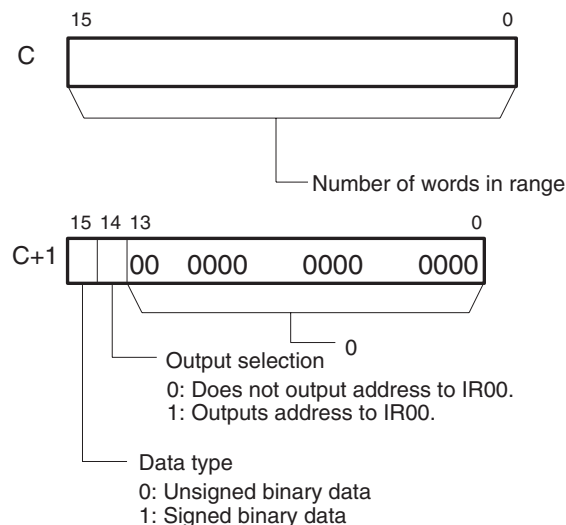 15 0
C
Number of words in range
15 14 13 0
C+1 00 0000 0000 0000
0
Output selection
0: Does not output address to IR00.
1: Outputs address to IR00.
Data type
0: Unsigned binary data
1: Signed binary data